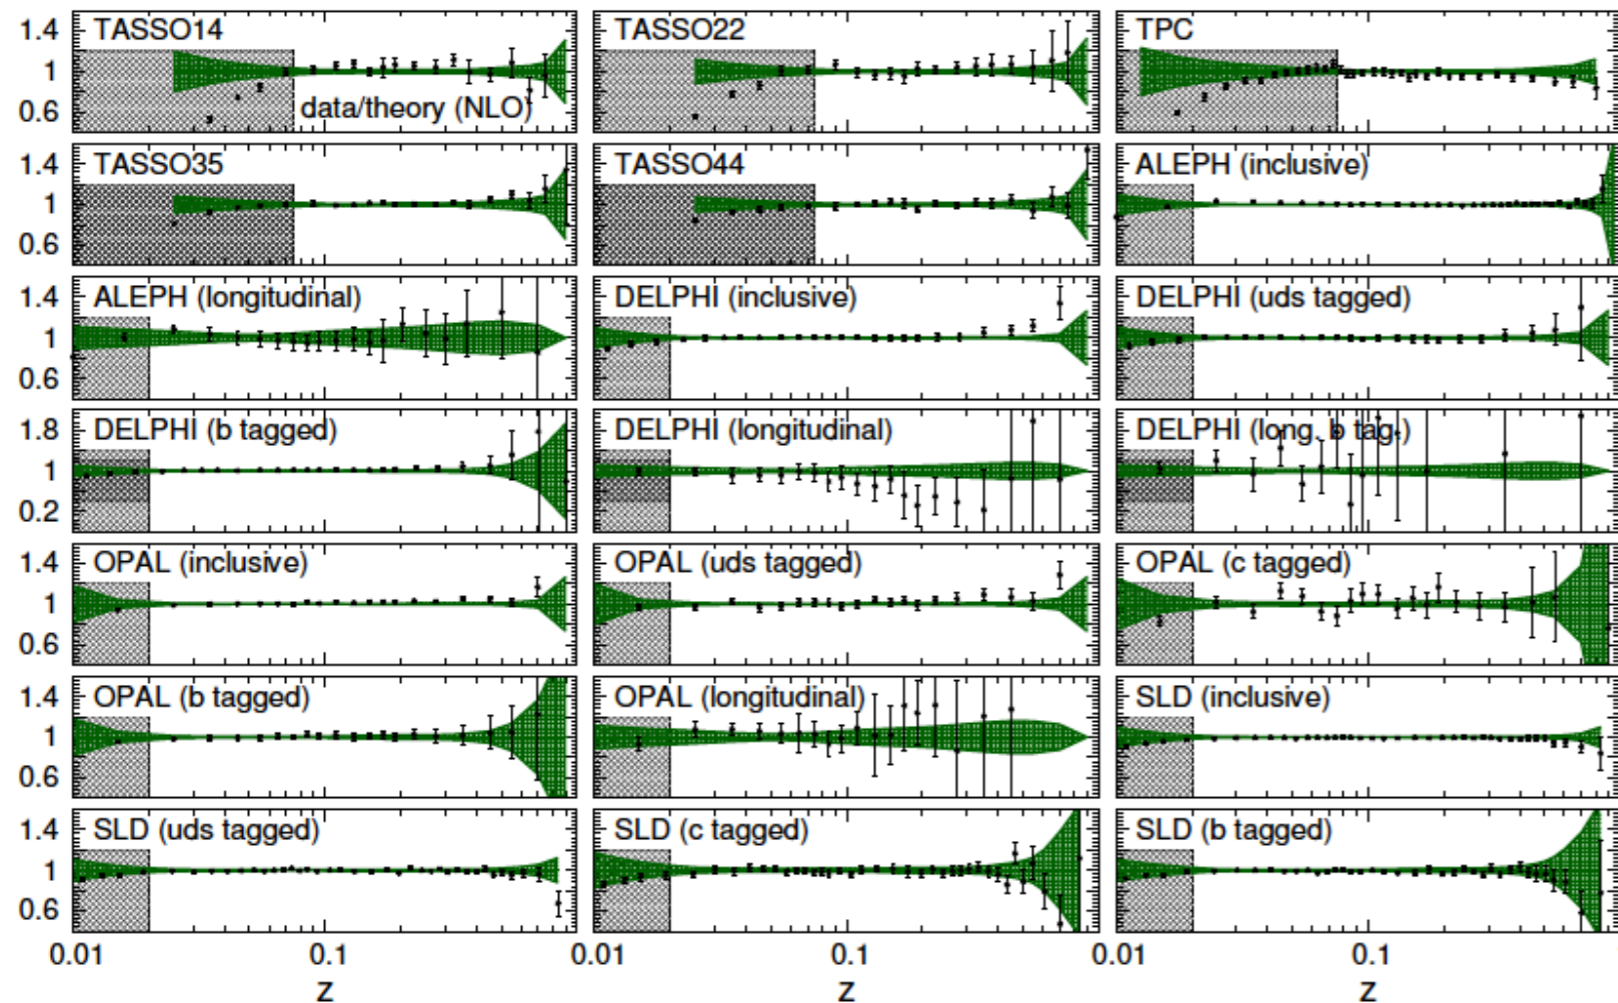 TASSO14 TASSO22 TPC
1.4
1
data/theory (NLO)
0.6
TASSO35 TASSO44 ALEPH (inclusive)
1.4
1
0.6
ALEPH (longitudinal) DELPHI (inclusive) DELPHI (uds tagged)
1.4
1
0.6
DELPHI (b tagged) DELPHI (longitudinal) DELPHI (long. b tag.)
1.8
1
0.2
OPAL (inclusive) OPAL (uds tagged) OPAL (c tagged)
1.4
1
0.6
OPAL (b tagged) OPAL (longitudinal) SLD (inclusive)
1.4
1
0.6
SLD (uds tagged) SLD (c tagged) SLD (b tagged)
1.4
1
0.6
0.01 0.1 0.01 0.1 0.01 0.1
z z z